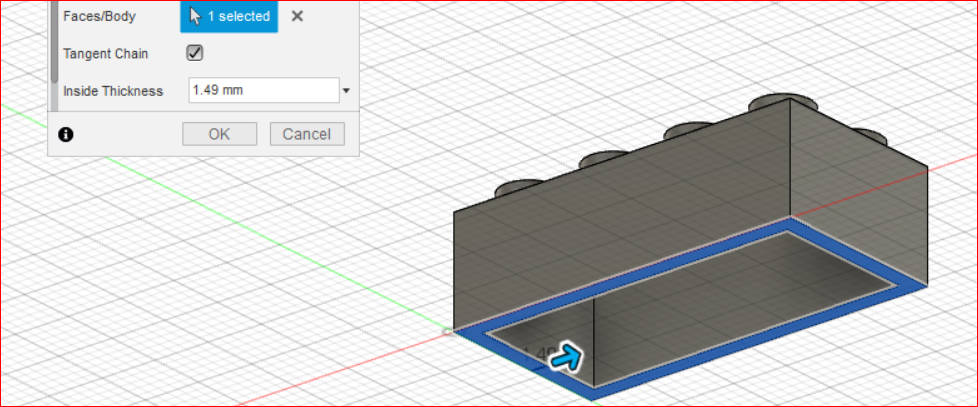 Faces/Body 1 selected
Tangent Chain
Inside Thickness 1.49 mm
OK Cancel